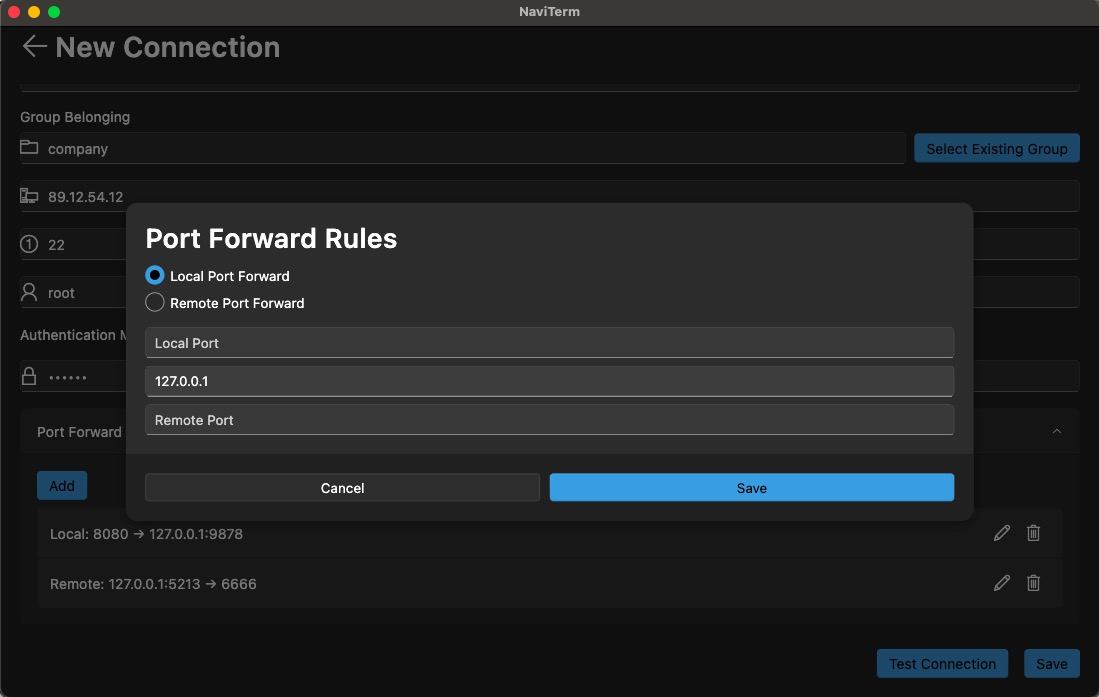 NaviTerm
New Connection
Group Belonging
company
Select Existing Group
89.12.54.12
22
root
Authentication M
••••••
Port Forward Rules
Local Port Forward
Remote Port Forward
Local Port
127.0.0.1
Remote Port
Cancel
Save
Port Forward
Add
Local: 8080 → 127.0.0.1:9878
Remote: 127.0.0.1:5213 → 6666
Test Connection
Save